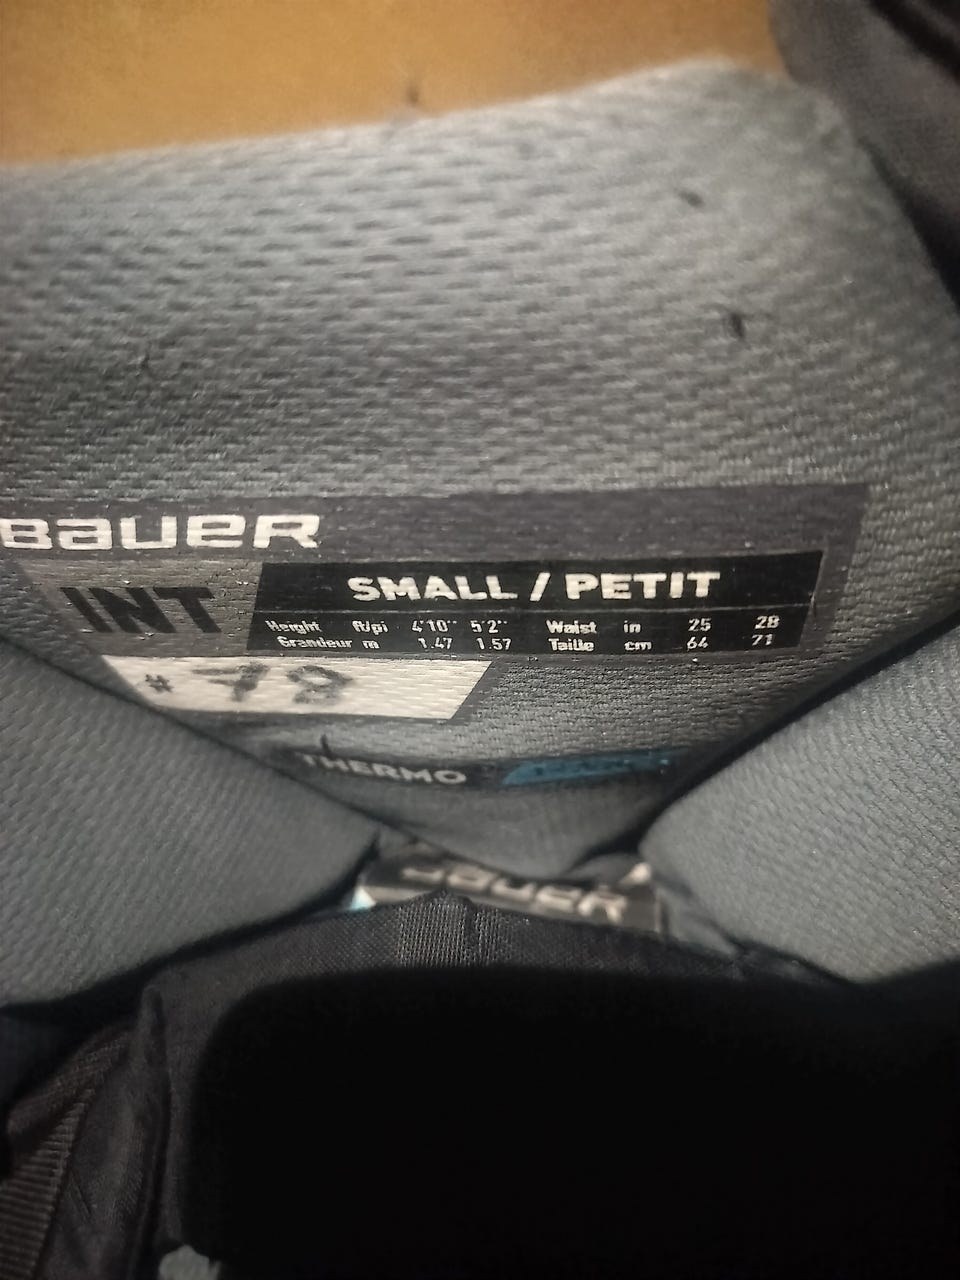 BAUER
INT
SMALL / PETIT
Height ft/pi 4'10'' 5'2'' Waist in 25 28
Grandeur m 1.47 1.57 Taille cm 64 71
# 78
THERMO
BAUER